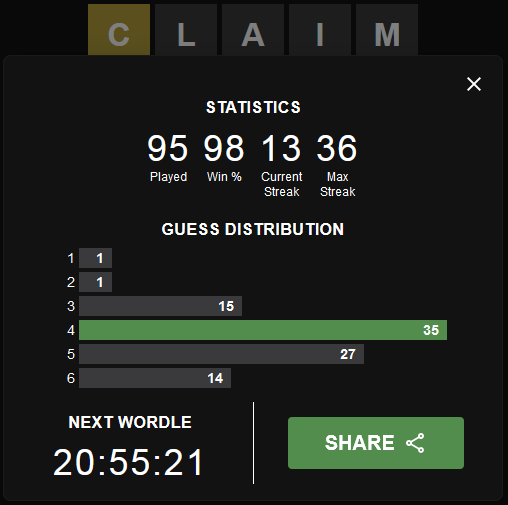 C L A I M
STATISTICS
95 98 13 36
Played Win % Current Streak Max Streak
GUESS DISTRIBUTION
1 1
2 1
3 15
4 35
5 27
6 14
NEXT WORDLE
20:55:21
SHARE